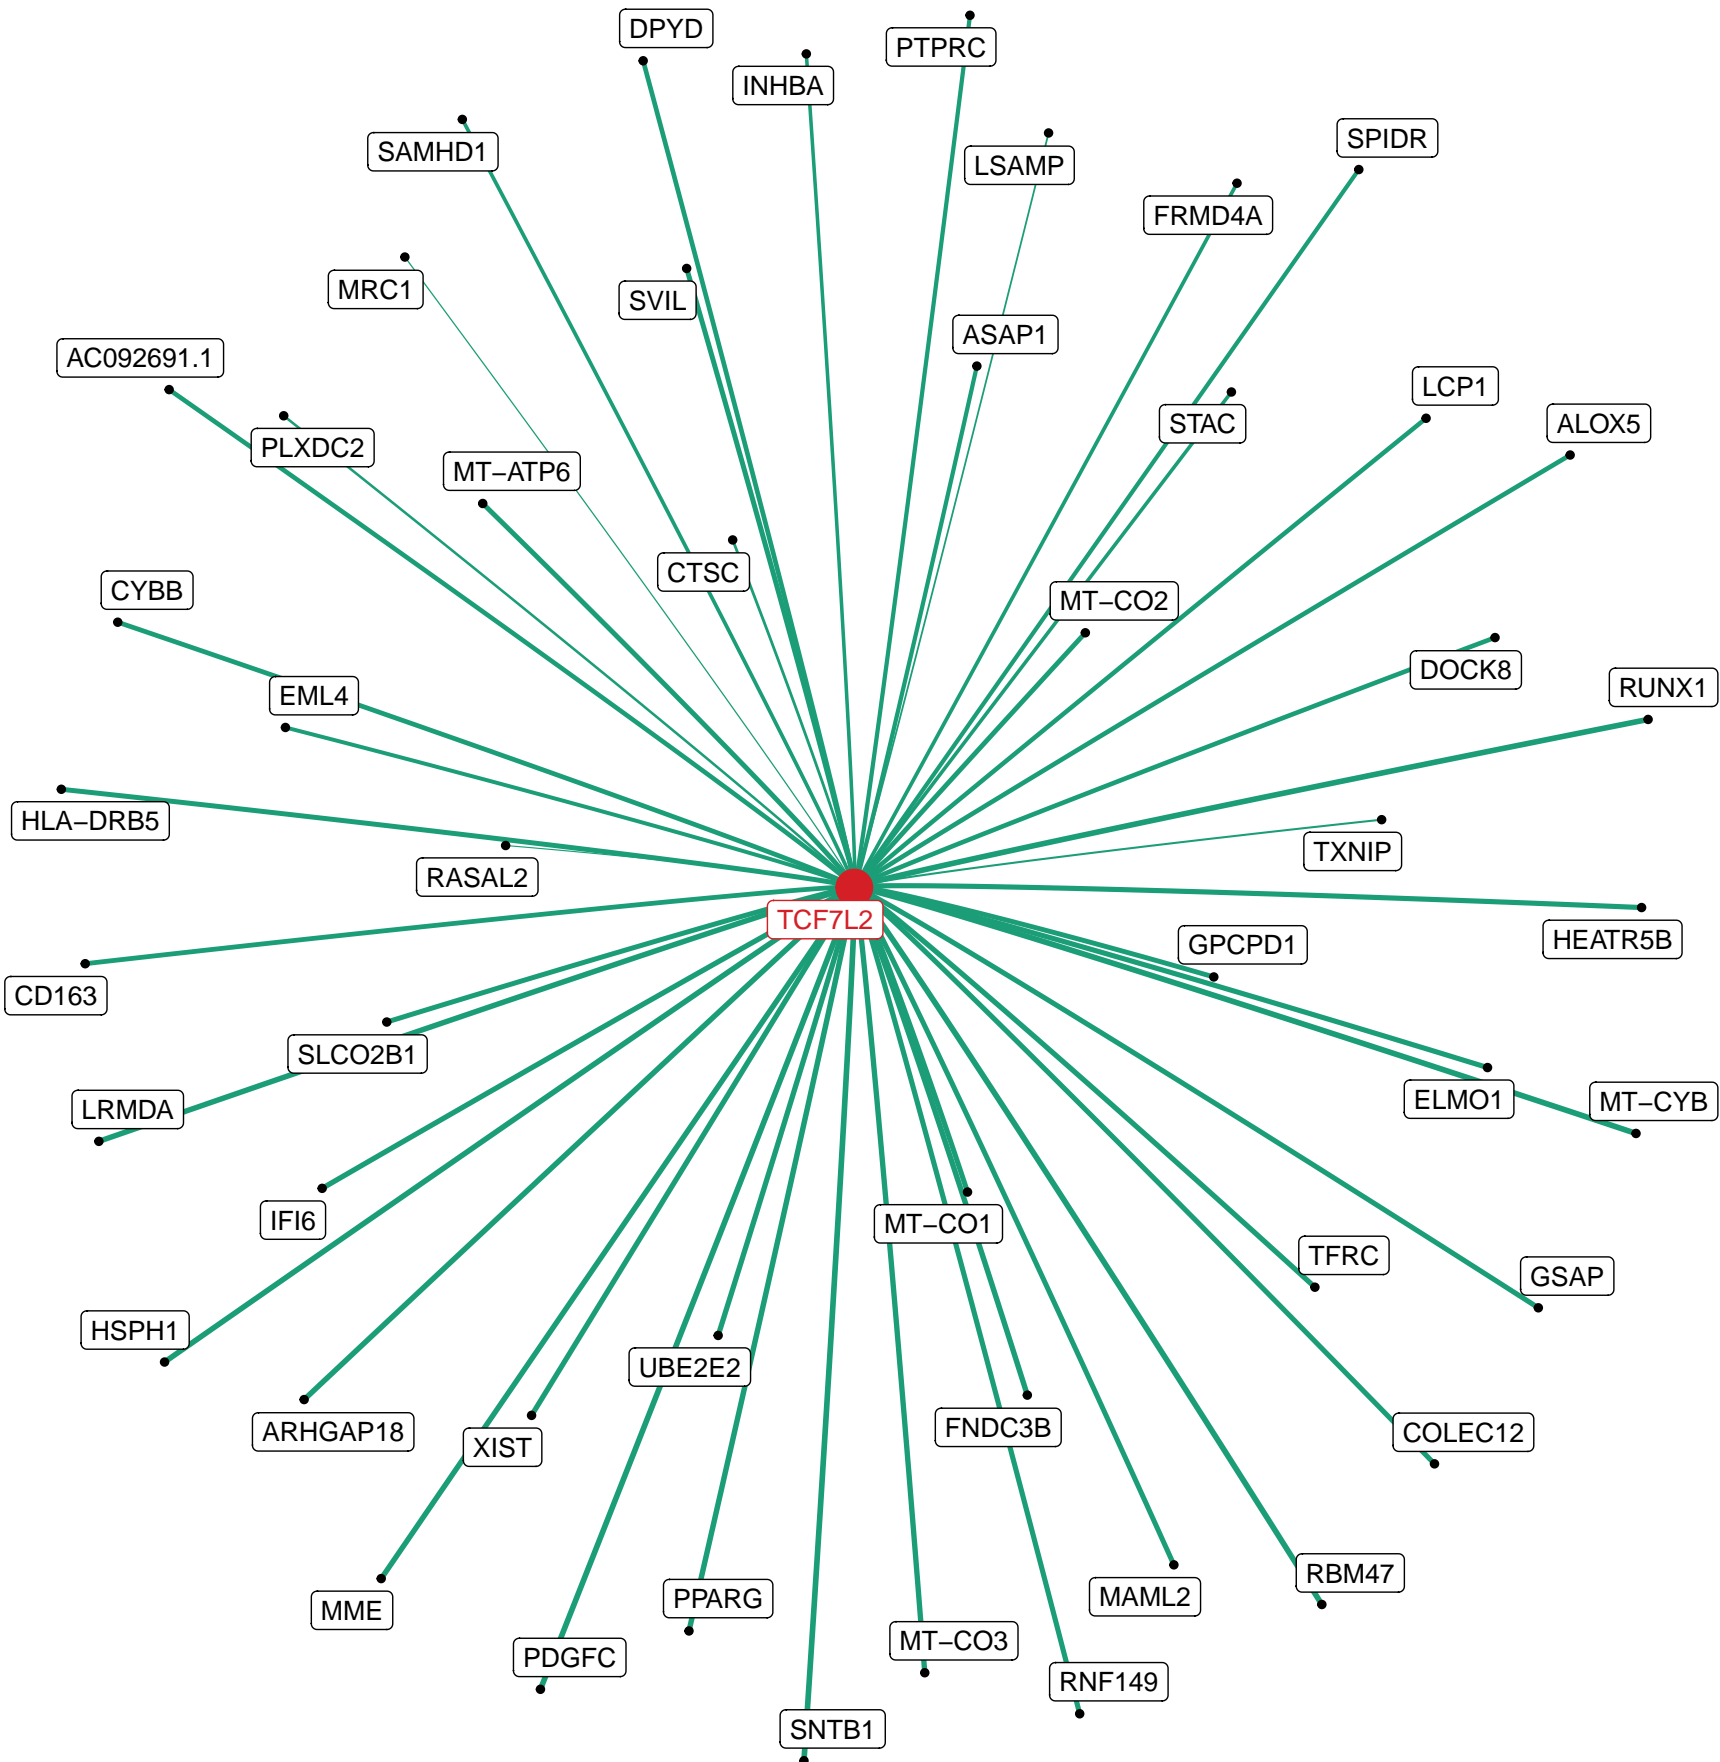 DPYD
PTPRC
INHBA
SPIDR
SAMHD1
LSAMP
FRMD4A
MRC1
SVIL
ASAP1
AC092691.1
LCP1
ALOX5
STAC
PLXDC2
MT−ATP6
CTSC
CYBB
MT−CO2
DOCK8
RUNX1
EML4
HLA−DRB5
TXNIP
RASAL2
TCF7L2
HEATR5B
GPCPD1
CD163
SLCO2B1
ELMO1
MT−CYB
LRMDA
IFI6
MT−CO1
TFRC
GSAP
HSPH1
UBE2E2
FNDC3B
ARHGAP18
COLEC12
XIST
RBM47
PPARG
MAML2
MME
MT−CO3
PDGFC
RNF149
SNTB1